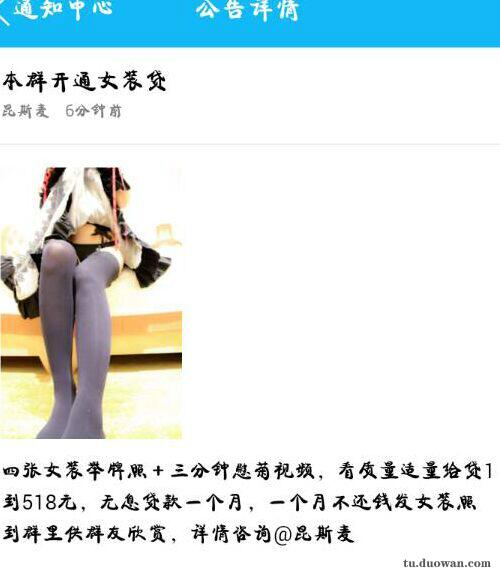 通知中心 公告详情
本群开通女装贷
昆斯麦 6分钟前
四张女装举牌照+三分钟慰菊视频，看质量适量给贷1
到518元，无息贷款一个月，一个月不还钱发女装照
到群里供群友欣赏，详情咨询@昆斯麦
tu.duowan.com